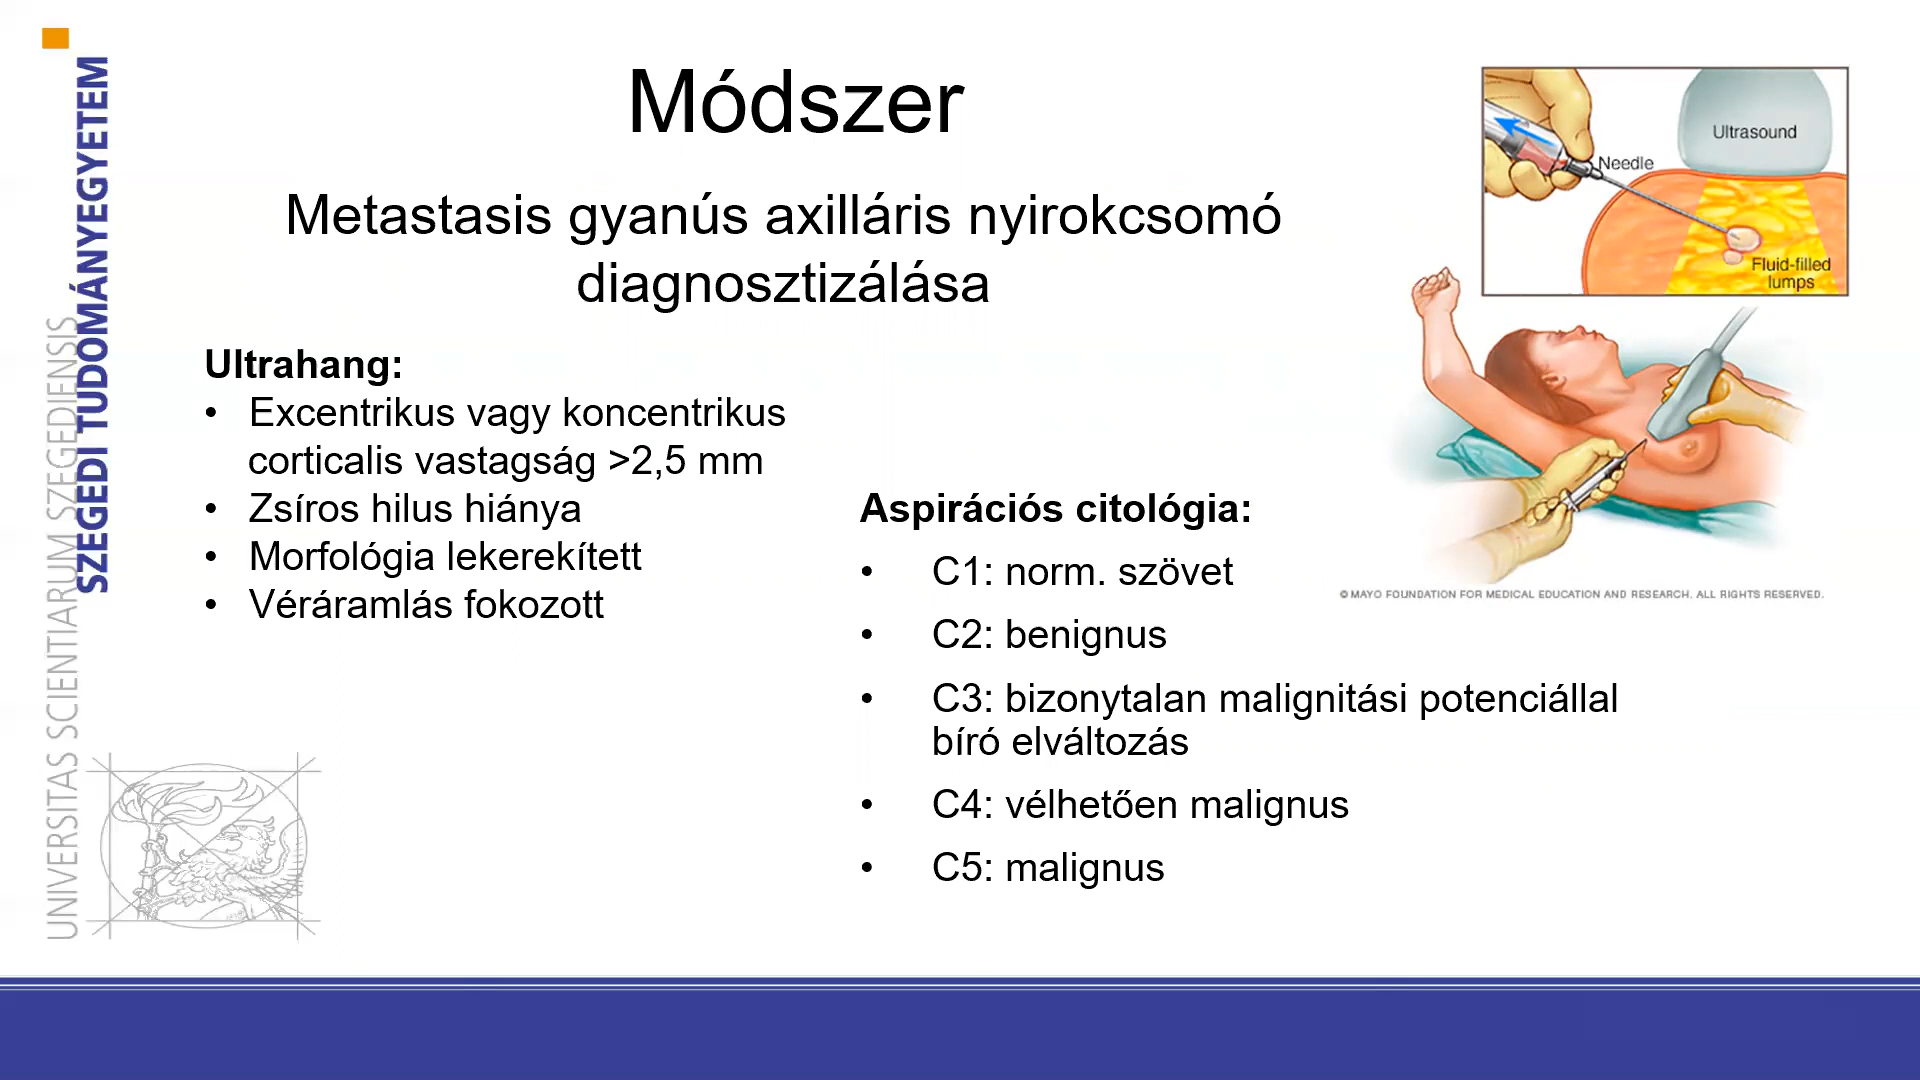 SZEGEDI TUDOMÁNYEGYETEM
UNIVERSITAS SCIENTIARUM SZEGEDIENSIS
Módszer
Metastasis gyanús axilláris nyirokcsomó
diagnosztizálása
Ultrahang:
• Excentrikus vagy koncentrikus
corticalis vastagság >2,5 mm
• Zsíros hilus hiánya
• Morfológia lekerekített
• Véráramlás fokozott
Aspirációs citológia:
• C1: norm. szövet
• C2: benignus
• C3: bizonytalan malignitási potenciállal
bíró elváltozás
• C4: vélhetően malignus
• C5: malignus
Ultrasound
Needle
Fluid-filled
lumps
© MAYO FOUNDATION FOR MEDICAL EDUCATION AND RESEARCH. ALL RIGHTS RESERVED.